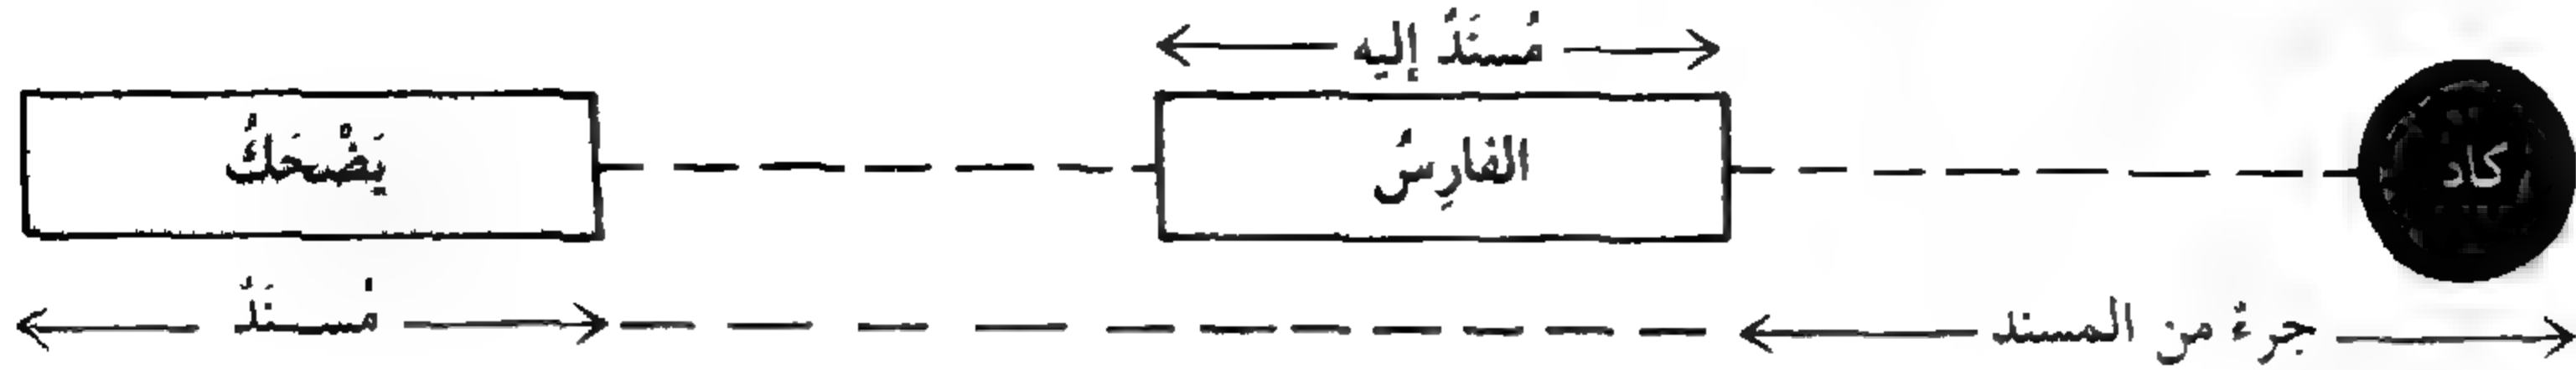 مُسنَدٌ إليه
كاد الفارِسُ يَضْحَكُ
جزءٌ من المسند مُسنَدٌ